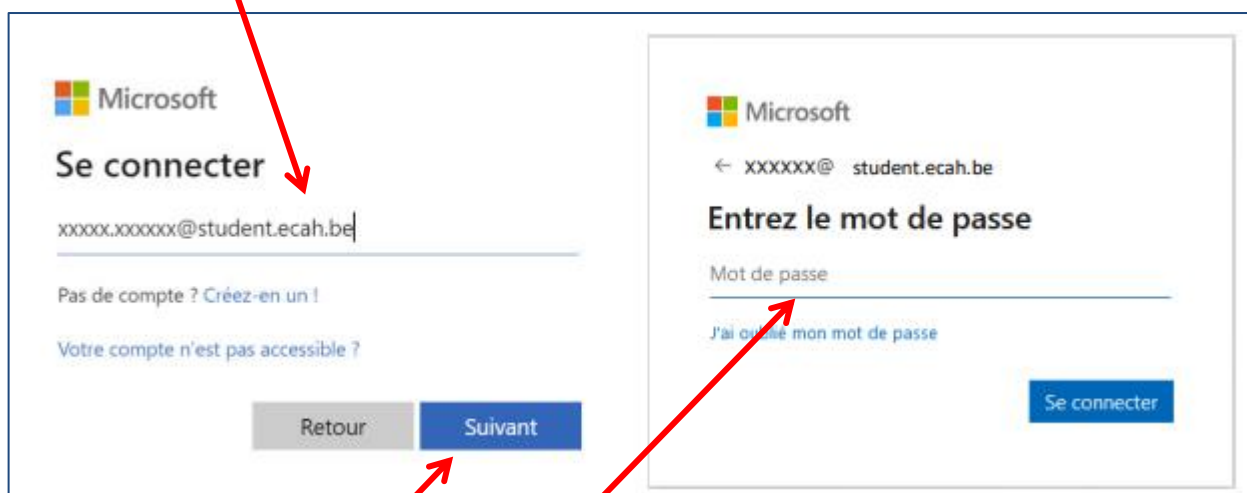 Microsoft
Se connecter
xxxxx.xxxxxx@student.ecah.be
Pas de compte ? Créez-en un !
Votre compte n'est pas accessible ?
Retour
Suivant
Microsoft
← xxxxxx@ student.ecah.be
Entrez le mot de passe
Mot de passe
J'ai oublié mon mot de passe
Se connecter